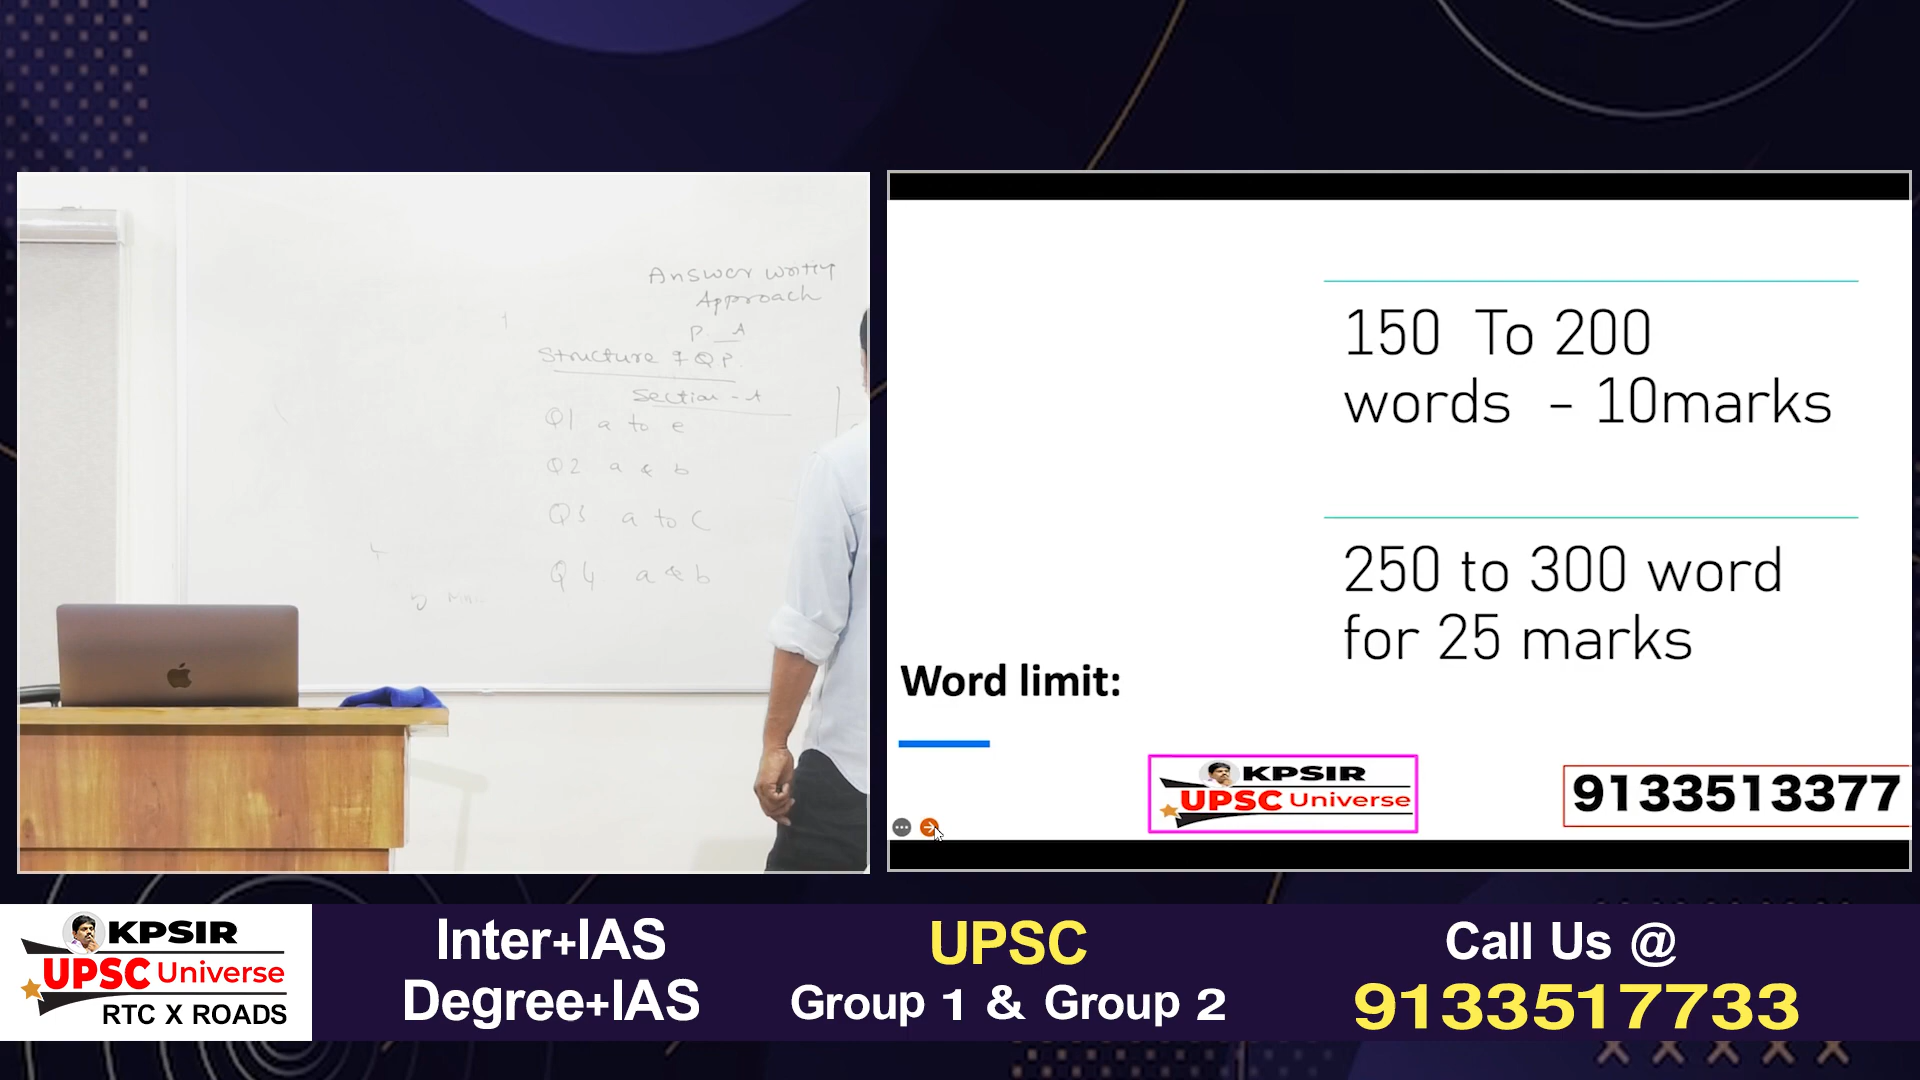 Answer writing
Approach
P A
Structure of QP.
Section - A
Q1 a to e
Q2 a & b
Q3 a to c
Q4 a & b
150 To 200
words - 10marks
250 to 300 word
for 25 marks
Word limit:
KPSIR
UPSC Universe
9133513377
KPSIR
UPSC Universe
RTC X ROADS
Inter+IAS
Degree+IAS
UPSC
Group 1 & Group 2
Call Us @
9133517733